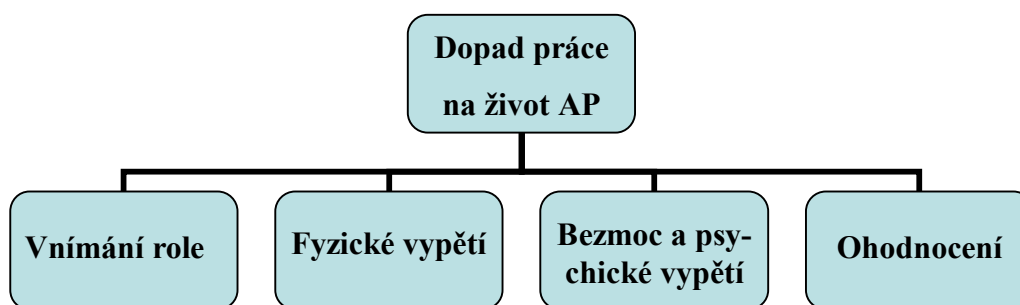 Dopad práce
na život AP
Vnímání role
Fyzické vypětí
Bezmoc a psy-
chické vypětí
Ohodnocení